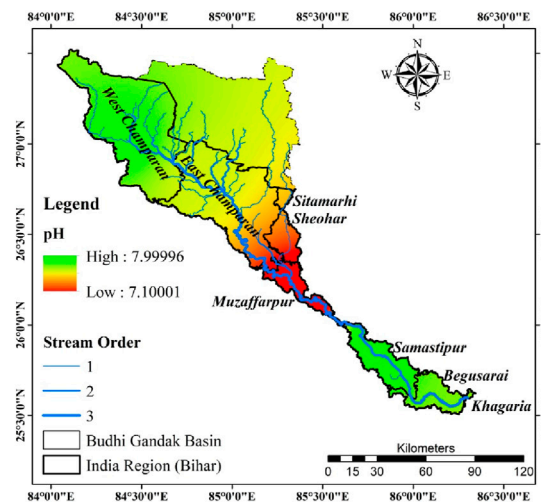 84°0'0"E 84°30'0"E 85°0'0"E 85°30'0"E 86°0'0"E 86°30'0"E
N
W E
S
27°0'0"N
26°30'0"N
26°0'0"N
25°30'0"N
West Champaran
East Champaran
Sitamarhi
Sheohar
Muzaffarpur
Samastipur
Begusarai
Khagaria
Legend
pH
High : 7.99996
Low : 7.10001
Stream Order
1
2
3
Budhi Gandak Basin
India Region (Bihar)
Kilometers
0 15 30 60 90 120
84°0'0"E 84°30'0"E 85°0'0"E 85°30'0"E 86°0'0"E 86°30'0"E